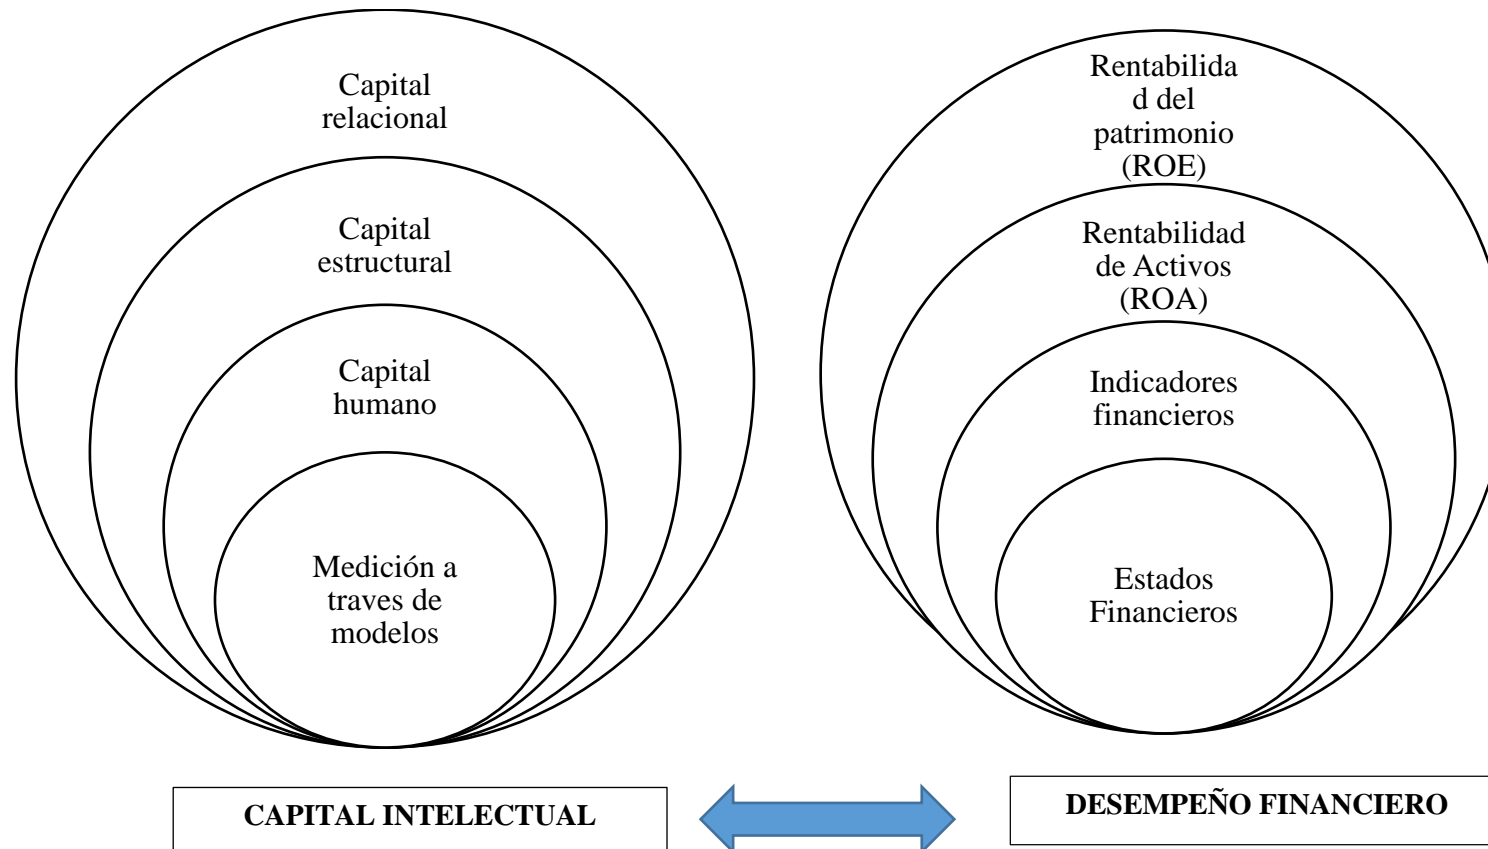 Capital
relacional
Capital
estructural
Capital
humano
Medición a
traves de
modelos
CAPITAL INTELECTUAL
Rentabilida
d del
patrimonio
(ROE)
Rentabilidad
de Activos
(ROA)
Indicadores
financieros
Estados
Financieros
DESEMPEÑO FINANCIERO